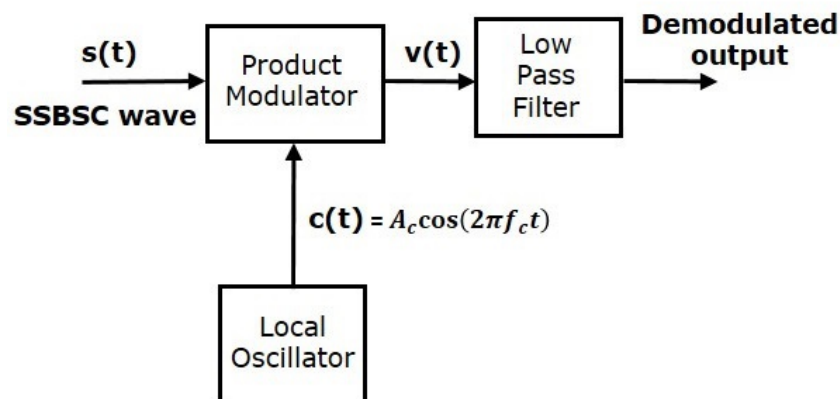 s(t)
SSBSC wave
Product
Modulator
v(t)
Low
Pass
Filter
Demodulated
output
c(t) = A_c cos(2πf_c t)
Local
Oscillator